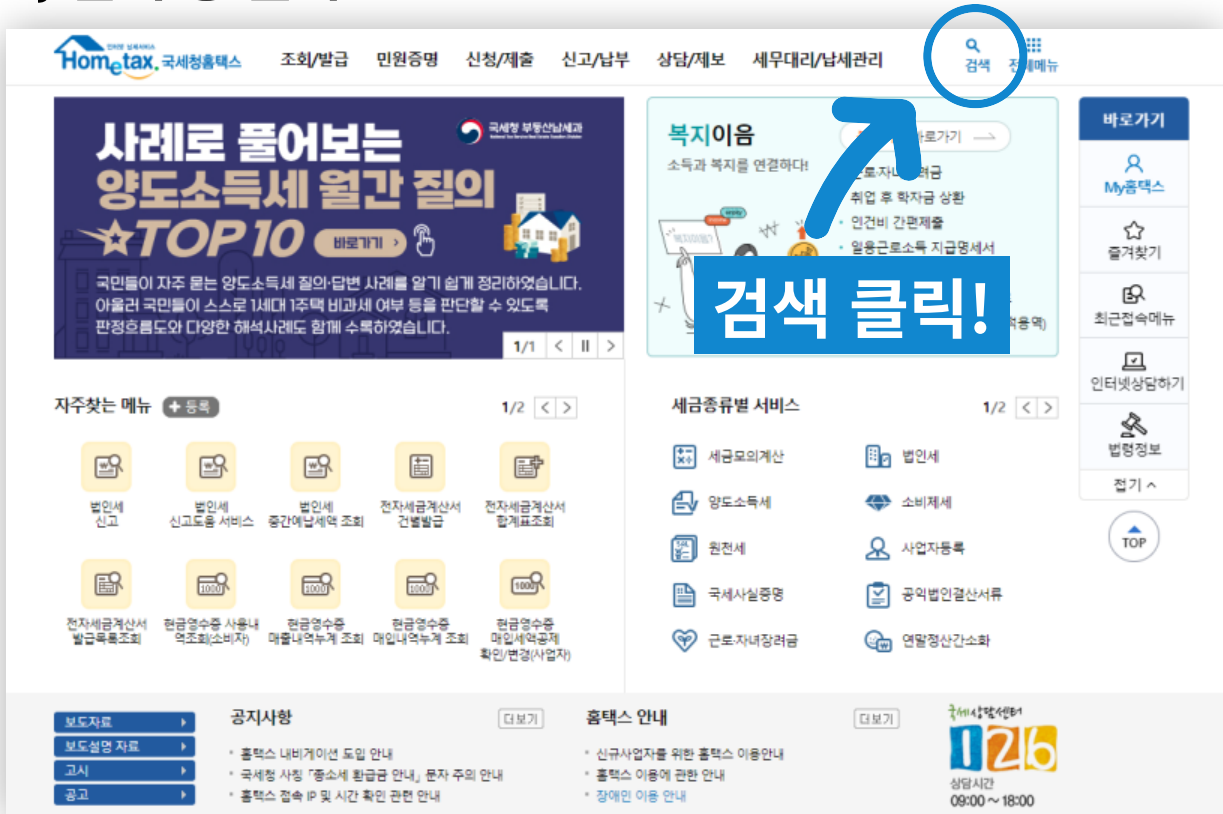 인터넷 납세서비스
Hometax. 국세청홈택스
조회/발급 민원증명 신청/제출 신고/납부 상담/제보 세무대리/납세관리
검색
사례로 풀어보는
국세청 부동산납세과
양도소득세 월간 질의
☆TOP 10 바로가기 >
국민들이 자주 묻는 양도소득세 질의·답변 사례를 알기 쉽게 정리하였습니다.
아울러 국민들이 스스로 1세대 1주택 비과세 여부 등을 판단할 수 있도록
판정흐름도와 다양한 해석사례도 함께 수록하였습니다.
1/1 < II >
복지이음
로가기
소득과 복지를 연결하다!
취업 후 학자금 상환
인건비 간편제출
일용근로소득 지급명세서
검색 클릭!
바로가기
My홈택스
즐겨찾기
최근접속메뉴
인터넷상담하기
법령정보
접기 ^
TOP
자주찾는 메뉴 + 등록
1/2 < >
법인세
신고
법인세
신고도움 서비스
법인세
중간예납세액 조회
전자세금계산서
건별발급
전자세금계산서
합계표조회
전자세금계산서
발급목록조회
현금영수증 사용내
역조회(소비자)
현금영수증
매출내역누계 조회
현금영수증
매입내역누계 조회
현금영수증
매입세액공제
확인/변경(사업자)
세금종류별 서비스
1/2 < >
세금모의계산
법인세
양도소득세
소비제세
원천세
사업자등록
국세사실증명
공익법인결산서류
근로·자녀장려금
연말정산간소화
보도자료
보도설명 자료
고시
공고
공지사항 더보기
홈택스 내비게이션 도입 안내
국세청 사칭 「종소세 환급금 안내」 문자 주의 안내
홈택스 접속 IP 및 시간 확인 관련 안내
홈택스 안내 더보기
신규사업자를 위한 홈택스 이용안내
홈택스 이용에 관한 안내
장애인 이용 안내
국세상담센터
126
상담시간
09:00 ~ 18:00